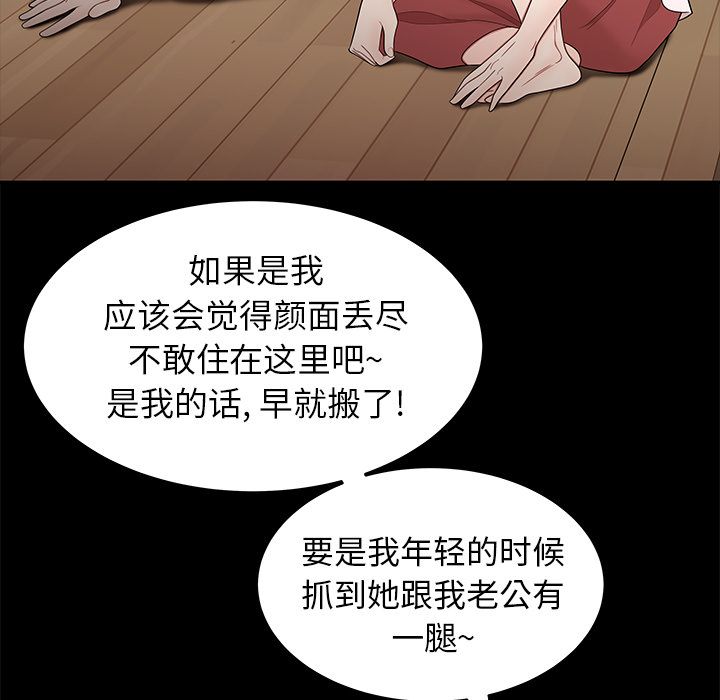 如果是我
应该会觉得颜面丢尽
不敢住在这里吧~
是我的话, 早就搬了!
要是我年轻的时候
抓到她跟我老公有
一腿~